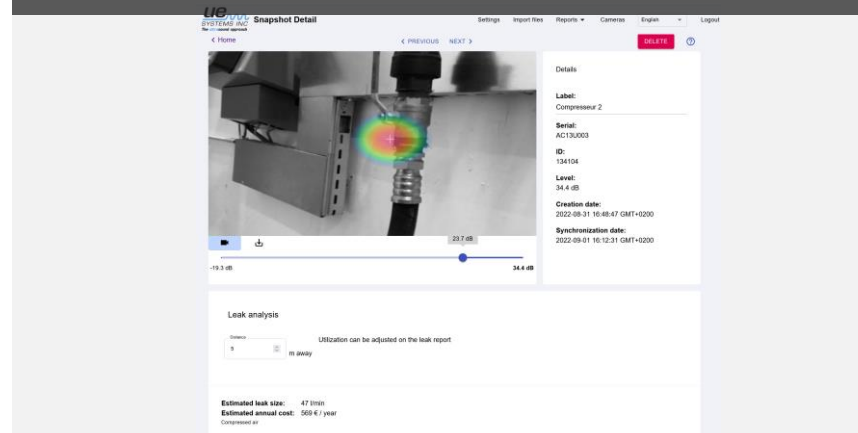 ue
SYSTEMS INC
The ultrasound approach
Snapshot Detail
Settings Import files Reports Cameras English Logout
Home
PREVIOUS NEXT
DELETE
Details
Label:
Compresseur 2
Serial:
AC13U003
ID:
134104
Level:
34.4 dB
Creation date:
2022-08-31 16:48:47 GMT+0200
Synchronization date:
2022-09-01 16:12:31 GMT+0200
23.7 dB
-19.3 dB 34.4 dB
Leak analysis
Distance
m away
Utilization can be adjusted on the leak report
Estimated leak size: 47 l/min
Estimated annual cost: 569 € / year
Compressed air